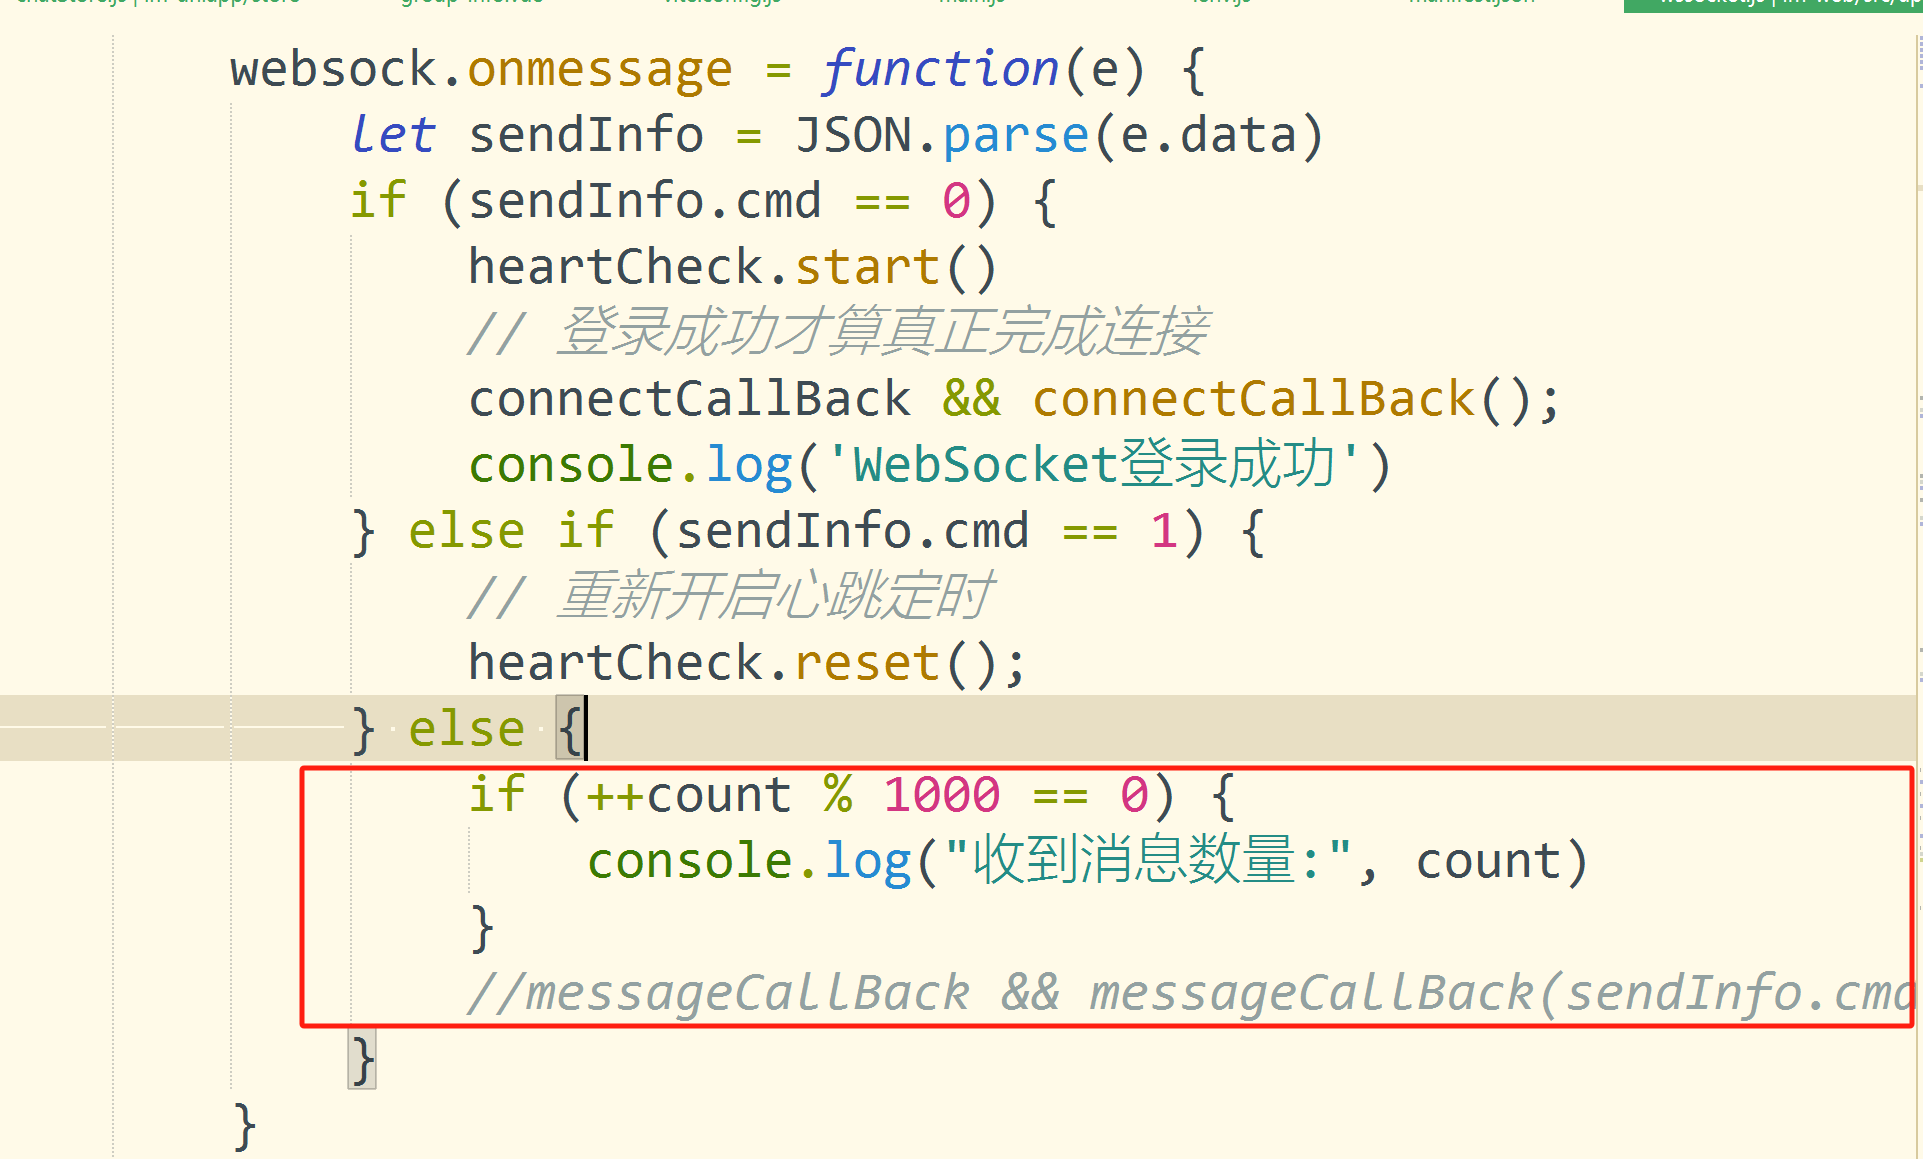 websock.onmessage = function(e) {
let sendInfo = JSON.parse(e.data)
if (sendInfo.cmd == 0) {
heartCheck.start()
// 登录成功才算真正完成连接
connectCallBack && connectCallBack();
console.log('WebSocket登录成功')
} else if (sendInfo.cmd == 1) {
// 重新开启心跳定时
heartCheck.reset();
} else {
if (++count % 1000 == 0) {
console.log("收到消息数量:", count)
}
//messageCallBack && messageCallBack(sendInfo.cmd
}
}